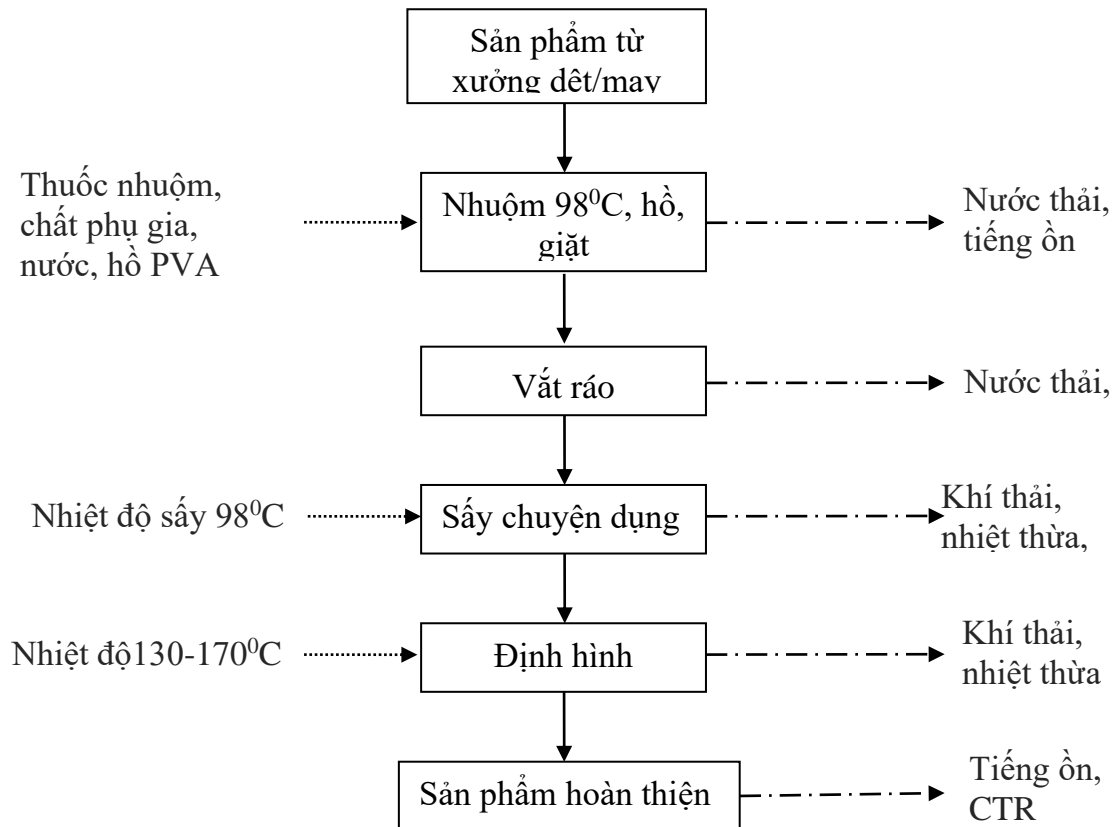 Sản phẩm từ
xưởng dệt/may
Thuốc nhuộm,
chất phụ gia,
nước, hồ PVA
Nhuộm 98⁰C, hồ,
giặt
Nước thải,
tiếng ồn
Vắt ráo
Nước thải,
Nhiệt độ sấy 98⁰C
Sấy chuyện dụng
Khí thải,
nhiệt thừa,
Nhiệt độ130-170⁰C
Định hình
Khí thải,
nhiệt thừa
Sản phẩm hoàn thiện
Tiếng ồn,
CTR